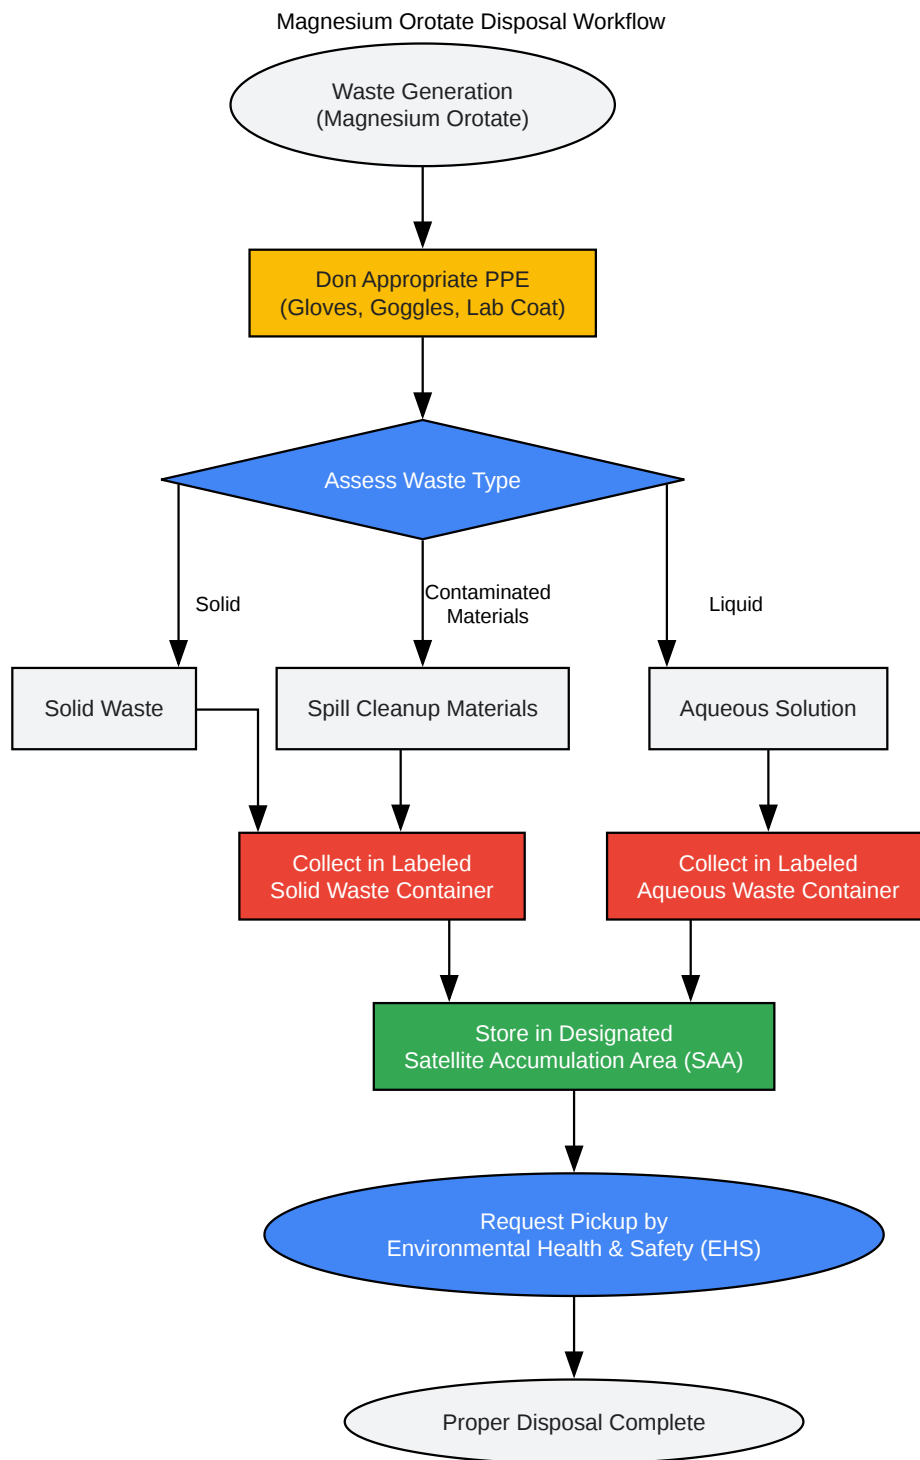 Magnesium Orotate Disposal Workflow
Waste Generation
(Magnesium Orotate)
Don Appropriate PPE
(Gloves, Goggles, Lab Coat)
Assess Waste Type
Solid
Contaminated
Materials
Liquid
Solid Waste
Spill Cleanup Materials
Aqueous Solution
Collect in Labeled
Solid Waste Container
Collect in Labeled
Aqueous Waste Container
Store in Designated
Satellite Accumulation Area (SAA)
Request Pickup by
Environmental Health & Safety (EHS)
Proper Disposal Complete